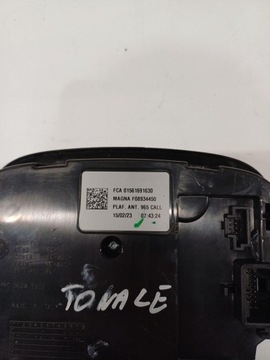 FCA 01561691630
MAGNA F08934450
PLAF. ANT. 965 CALL
15/02/23 07:43:24
TONALE